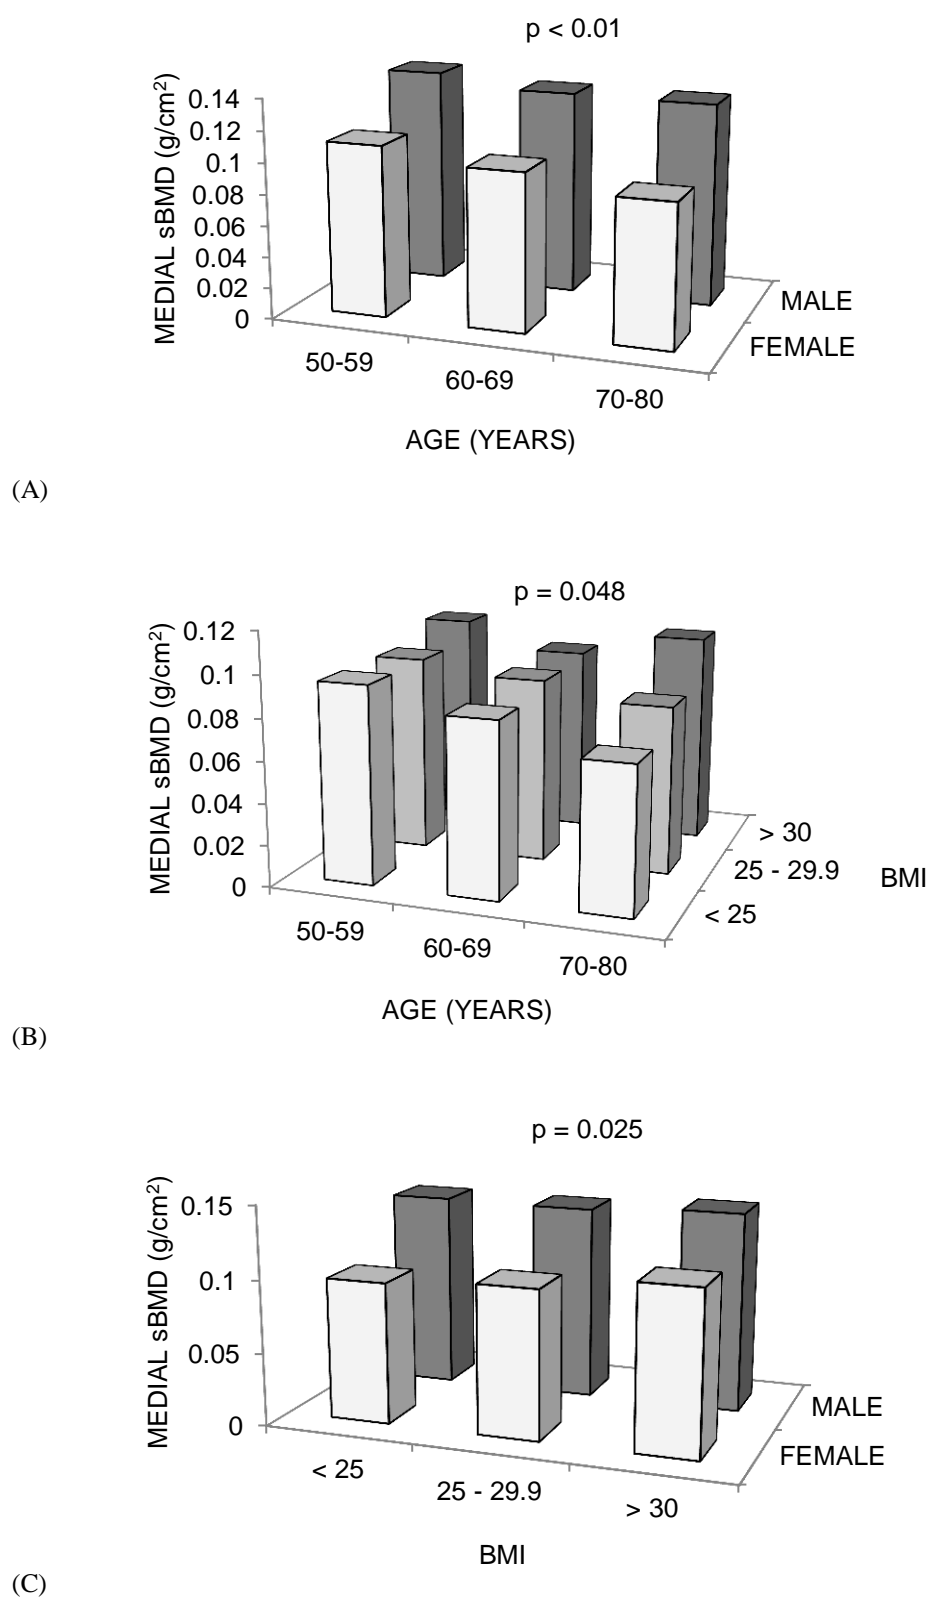 p < 0.01
MEDIAL sBMD (g/cm²)
0.14
0.12
0.1
0.08
0.06
0.04
0.02
0
MALE
FEMALE
50-59
60-69
70-80
AGE (YEARS)
(A)
p = 0.048
MEDIAL sBMD (g/cm²)
0.12
0.1
0.08
0.06
0.04
0.02
0
> 30
25 - 29.9
BMI
< 25
50-59
60-69
70-80
AGE (YEARS)
(B)
p = 0.025
MEDIAL sBMD (g/cm²)
0.15
0.1
0.05
0
MALE
FEMALE
< 25
25 - 29.9
> 30
BMI
(C)